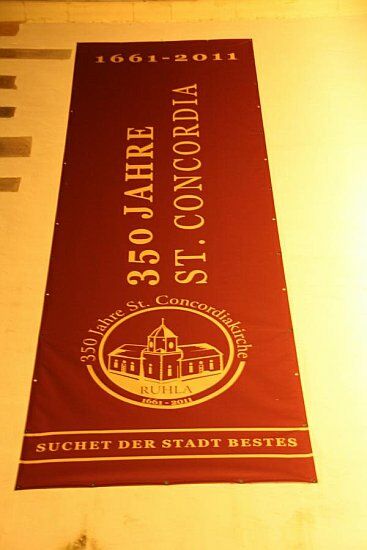 1661-2011
350 JAHRE
ST. CONCORDIA
350 Jahre St. Concordiakirche
RUHLA
1661-2011
SUCHET DER STADT BESTES